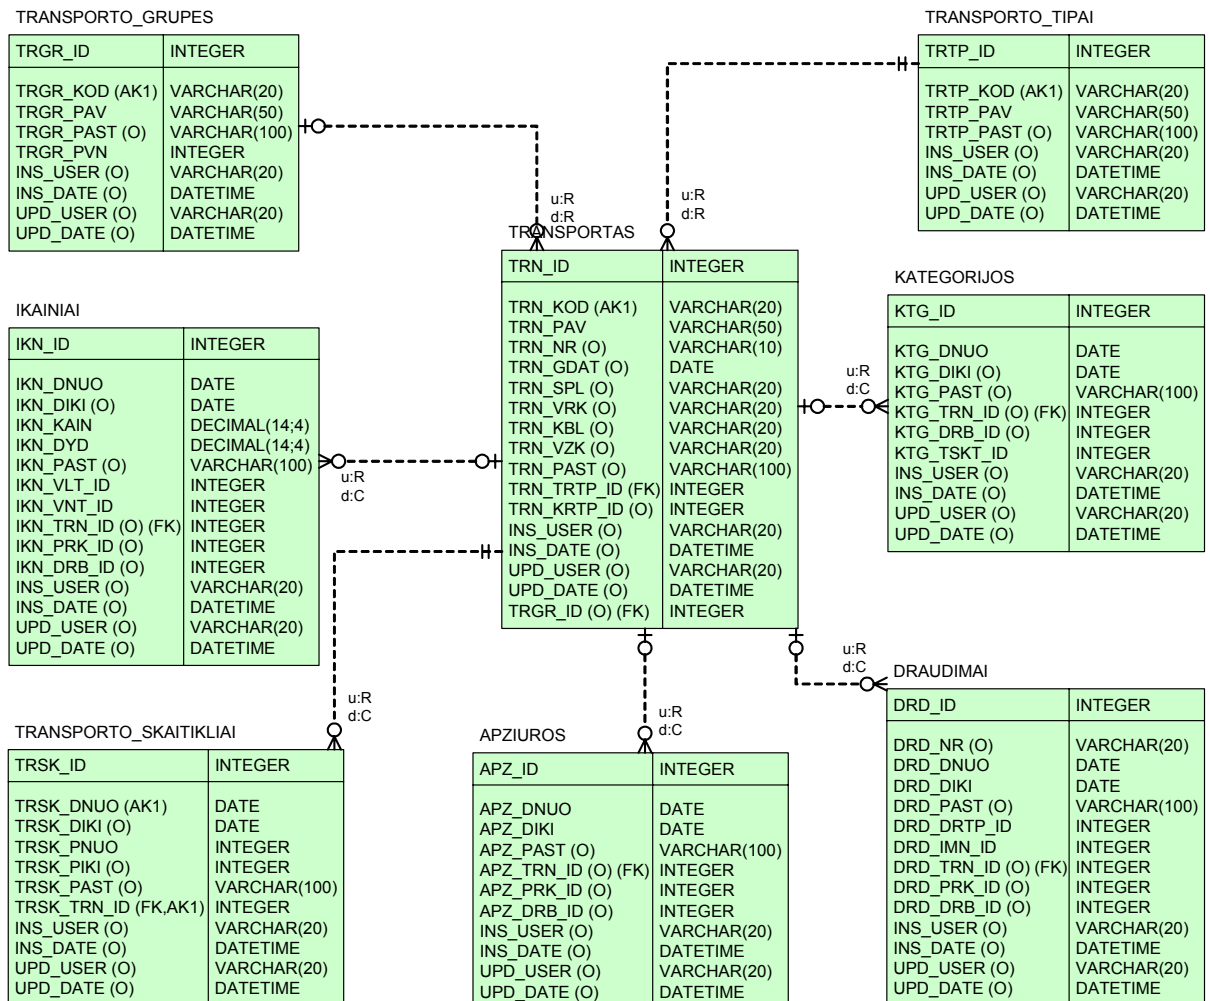 TRANSPORTO_GRUPES
TRGR_ID INTEGER
TRGR_KOD (AK1) VARCHAR(20)
TRGR_PAV VARCHAR(50)
TRGR_PAST (O) VARCHAR(100)
TRGR_PVN INTEGER
INS_USER (O) VARCHAR(20)
INS_DATE (O) DATETIME
UPD_USER (O) VARCHAR(20)
UPD_DATE (O) DATETIME
TRANSPORTO_TIPAI
TRTP_ID INTEGER
TRTP_KOD (AK1) VARCHAR(20)
TRTP_PAV VARCHAR(50)
TRTP_PAST (O) VARCHAR(100)
INS_USER (O) VARCHAR(20)
INS_DATE (O) DATETIME
UPD_USER (O) VARCHAR(20)
UPD_DATE (O) DATETIME
u:R
d:R
u:R
d:R
TRANSPORTAS
TRN_ID INTEGER
TRN_KOD (AK1) VARCHAR(20)
TRN_PAV VARCHAR(50)
TRN_NR (O) VARCHAR(10)
TRN_GDAT (O) DATE
TRN_SPL (O) VARCHAR(20)
TRN_VRK (O) VARCHAR(20)
TRN_KBL (O) VARCHAR(20)
TRN_VZK (O) VARCHAR(20)
TRN_PAST (O) VARCHAR(100)
TRN_TRTP_ID (FK) INTEGER
TRN_KRTP_ID (O) INTEGER
INS_USER (O) VARCHAR(20)
INS_DATE (O) DATETIME
UPD_USER (O) VARCHAR(20)
UPD_DATE (O) DATETIME
TRGR_ID (O) (FK) INTEGER
IKAINIAI
IKN_ID INTEGER
IKN_DNUO DATE
IKN_DIKI (O) DATE
IKN_KAIN DECIMAL(14;4)
IKN_DYD DECIMAL(14;4)
IKN_PAST (O) VARCHAR(100)
IKN_VLT_ID INTEGER
IKN_VNT_ID INTEGER
IKN_TRN_ID (O) (FK) INTEGER
IKN_PRK_ID (O) INTEGER
IKN_DRB_ID (O) INTEGER
INS_USER (O) VARCHAR(20)
INS_DATE (O) DATETIME
UPD_USER (O) VARCHAR(20)
UPD_DATE (O) DATETIME
u:R
d:C
KATEGORIJOS
KTG_ID INTEGER
KTG_DNUO DATE
KTG_DIKI (O) DATE
KTG_PAST (O) VARCHAR(100)
KTG_TRN_ID (O) (FK) INTEGER
KTG_DRB_ID (O) INTEGER
KTG_TSKT_ID INTEGER
INS_USER (O) VARCHAR(20)
INS_DATE (O) DATETIME
UPD_USER (O) VARCHAR(20)
UPD_DATE (O) DATETIME
u:R
d:C
TRANSPORTO_SKAITIKLIAI
u:R
d:C
TRSK_ID INTEGER
TRSK_DNUO (AK1) DATE
TRSK_DIKI (O) DATE
TRSK_PNUO INTEGER
TRSK_PIKI (O) INTEGER
TRSK_PAST (O) VARCHAR(100)
TRSK_TRN_ID (FK,AK1) INTEGER
INS_USER (O) VARCHAR(20)
INS_DATE (O) DATETIME
UPD_USER (O) VARCHAR(20)
UPD_DATE (O) DATETIME
APZIUROS
u:R
d:C
APZ_ID INTEGER
APZ_DNUO DATE
APZ_DIKI DATE
APZ_PAST (O) VARCHAR(100)
APZ_TRN_ID (O) (FK) INTEGER
APZ_PRK_ID (O) INTEGER
APZ_DRB_ID (O) INTEGER
INS_USER (O) VARCHAR(20)
INS_DATE (O) DATETIME
UPD_USER (O) VARCHAR(20)
UPD_DATE (O) DATETIME
u:R
d:C
DRAUDIMAI
DRD_ID INTEGER
DRD_NR (O) VARCHAR(20)
DRD_DNUO DATE
DRD_DIKI DATE
DRD_PAST (O) VARCHAR(100)
DRD_DRTP_ID INTEGER
DRD_IMN_ID INTEGER
DRD_TRN_ID (O) (FK) INTEGER
DRD_PRK_ID (O) INTEGER
DRD_DRB_ID (O) INTEGER
INS_USER (O) VARCHAR(20)
INS_DATE (O) DATETIME
UPD_USER (O) VARCHAR(20)
UPD_DATE (O) DATETIME